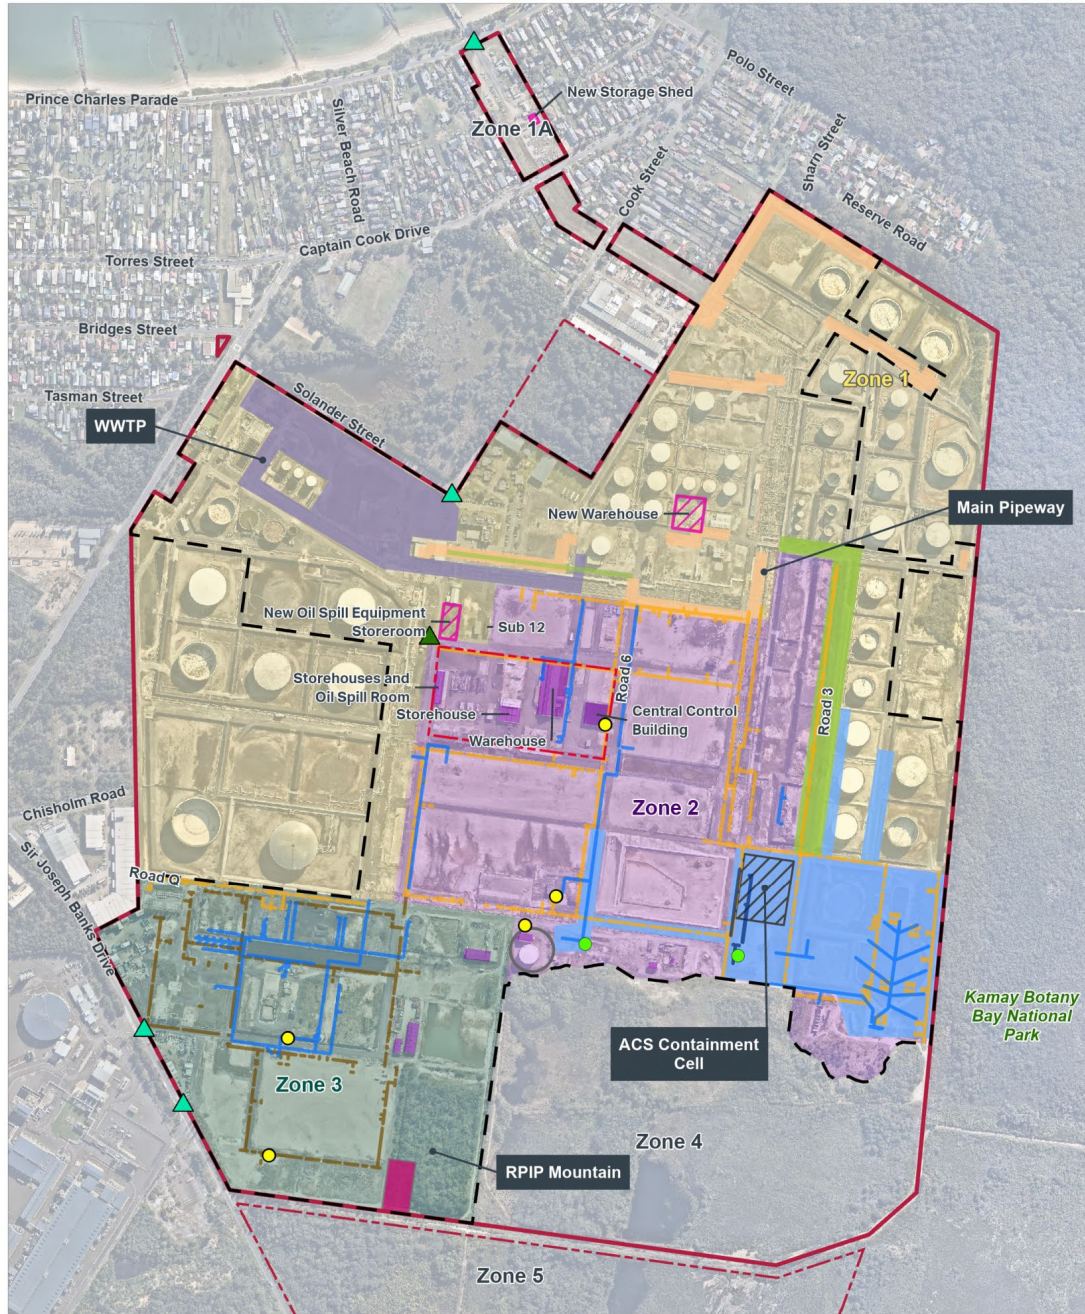 Polo Street
New Storage Shed
Prince Charles Parade
Zone 1A
Silver Beach Road
Sharn Street
Cook Street
Reserve Road
Captain Cook Drive
Torres Street
Bridges Street
Zone 1
Tasman Street
Solander Street
WWTP
Main Pipeway
New Warehouse
New Oil Spill Equipment
Storeroom
Sub 12
Road 6
Storehouses and
Oil Spill Room
Road 3
Storehouse
Central Control
Building
Warehouse
Chisholm Road
Zone 2
Sir Joseph Banks Drive
Road Q
Kamay Botany
Bay National
Park
ACS Containment
Cell
Zone 3
Zone 4
RPIP Mountain
Zone 5